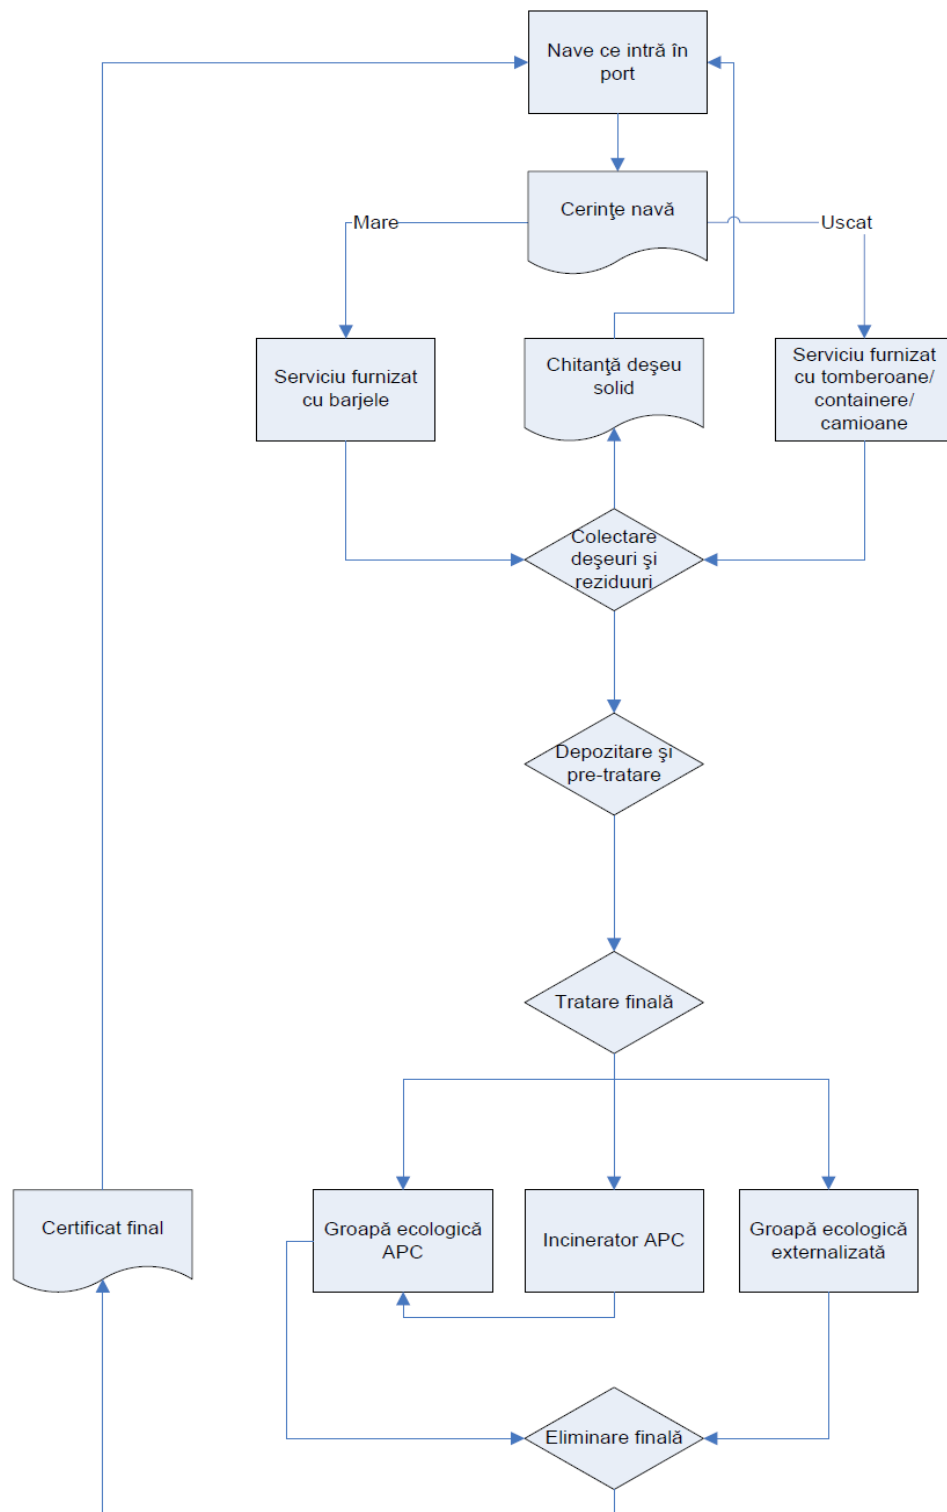 Nave ce intră în
port
Cerinţe navă
Mare
Uscat
Serviciu furnizat
cu barjele
Chitanţă deşeu
solid
Serviciu furnizat
cu tomberoane/
containere/
camioane
Colectare
deşeuri şi
reziduuri
Depozitare şi
pre-tratare
Tratare finală
Certificat final
Groapă ecologică
APC
Incinerator APC
Groapă ecologică
externalizată
Eliminare finală